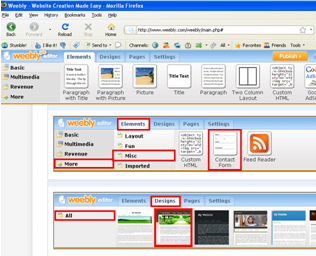 Weebly - Website Creation Made Easy - Mozilla Firefox
File Edit View History Bookmarks Tools Help
Back Forward Reload Stop Home http://www.weebly.com/weebly/main.php#
Stumble! I like it! Send to Channels: All Favorites Friends Tools
weebly editor Elements Designs Pages Settings Publish
Basic
Multimedia
Revenue
More
Title Text
Paragraph with Title
Paragraph with Picture
Picture
Title
Paragraph
Two Column Layout
Custom HTML
weebly editor Elements Designs Pages Settings
Basic
Multimedia
Revenue
More
Layout
Fun
Misc
Imported
Custom HTML
Contact Form
Feed Reader
weebly editor Elements Designs Pages Settings
All